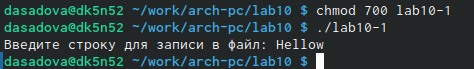 dasadova@dk5n52 ~/work/arch-pc/lab10 $ chmod 700 lab10-1
dasadova@dk5n52 ~/work/arch-pc/lab10 $ ./lab10-1
Введите строку для записи в файл: Hellow
dasadova@dk5n52 ~/work/arch-pc/lab10 $